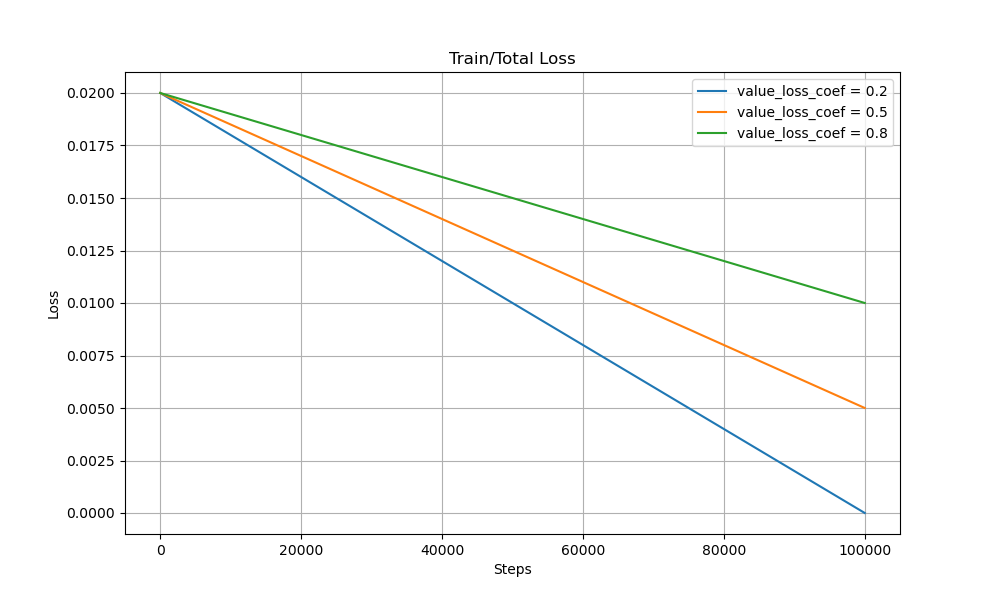 Train/Total Loss
value_loss_coef = 0.2
value_loss_coef = 0.5
value_loss_coef = 0.8
Loss
0.0200
0.0175
0.0150
0.0125
0.0100
0.0075
0.0050
0.0025
0.0000
0 20000 40000 60000 80000 100000
Steps